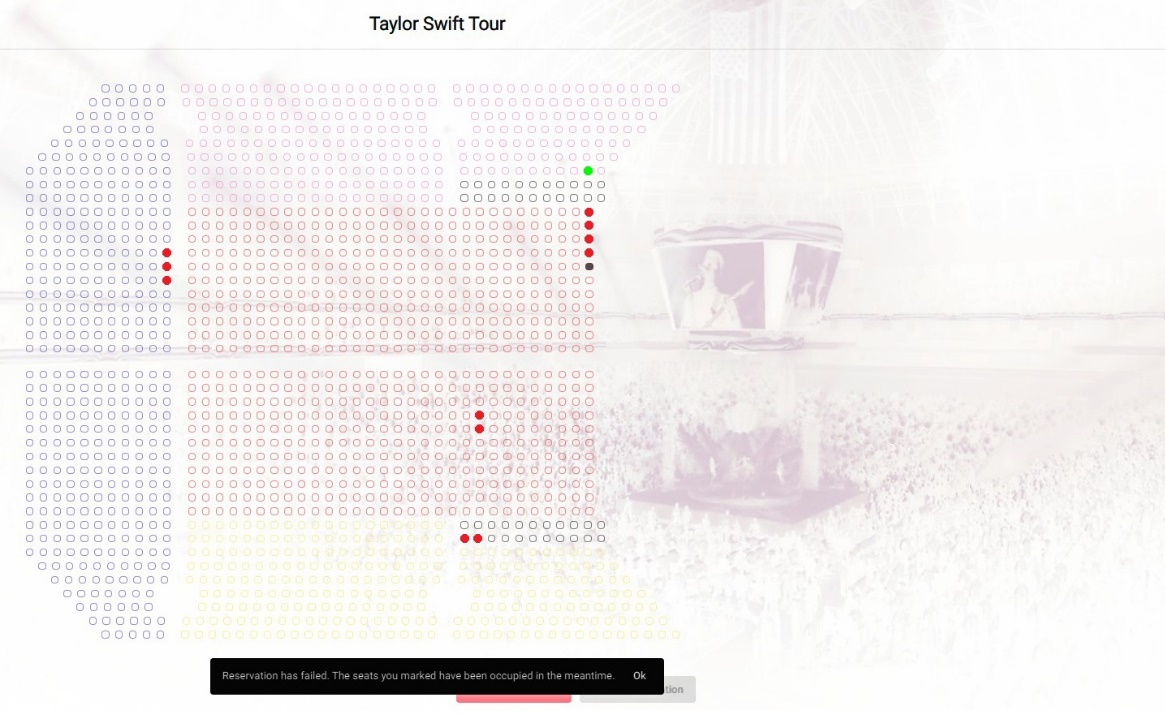 Taylor Swift Tour
Reservation has failed. The seats you marked have been occupied in the meantime. Ok